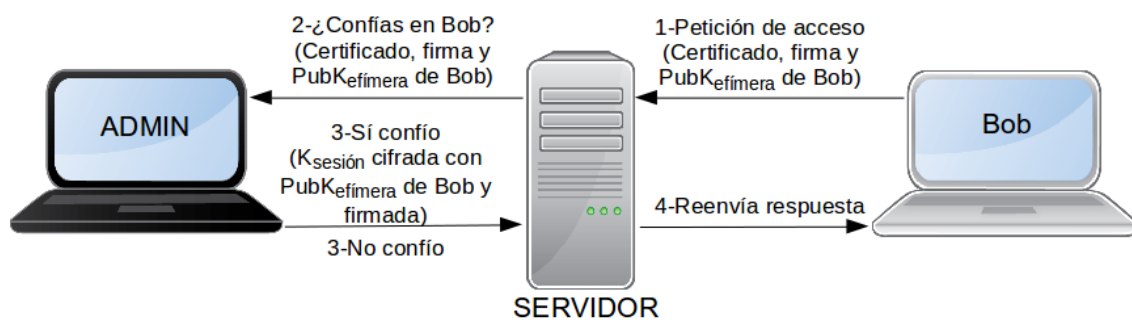 2-¿Confías en Bob?
(Certificado, firma y
PubKefímera de Bob)
1-Petición de acceso
(Certificado, firma y
PubKefímera de Bob)
ADMIN
Bob
3-Sí confío
(Ksesión cifrada con
PubKefímera de Bob y
firmada)
3-No confío
4-Reenvía respuesta
SERVIDOR